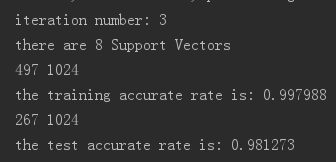 iteration number: 3
there are 8 Support Vectors
497 1024
the training accurate rate is: 0.997988
267 1024
the test accurate rate is: 0.981273